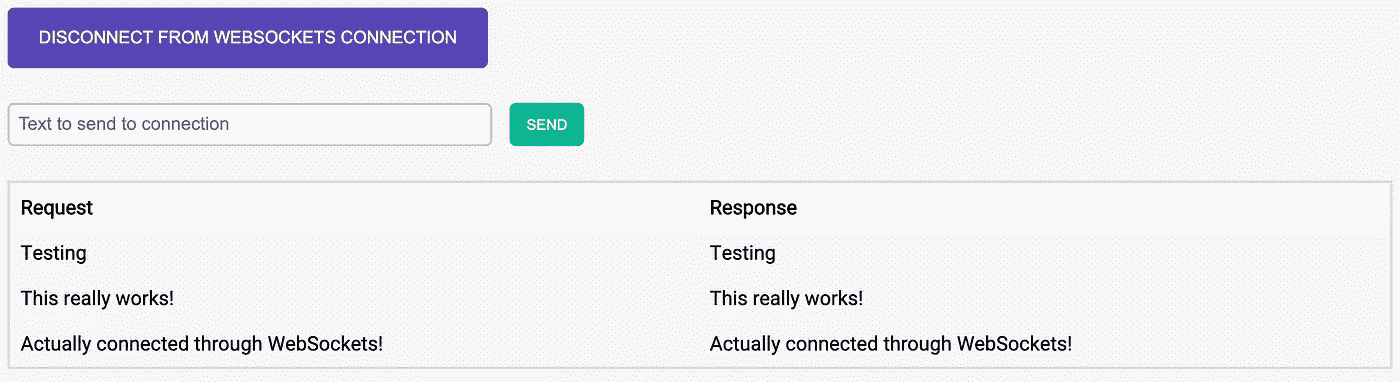 DISCONNECT FROM WEBSOCKETS CONNECTION
Text to send to connection SEND
Request Response
Testing Testing
This really works! This really works!
Actually connected through WebSockets! Actually connected through WebSockets!